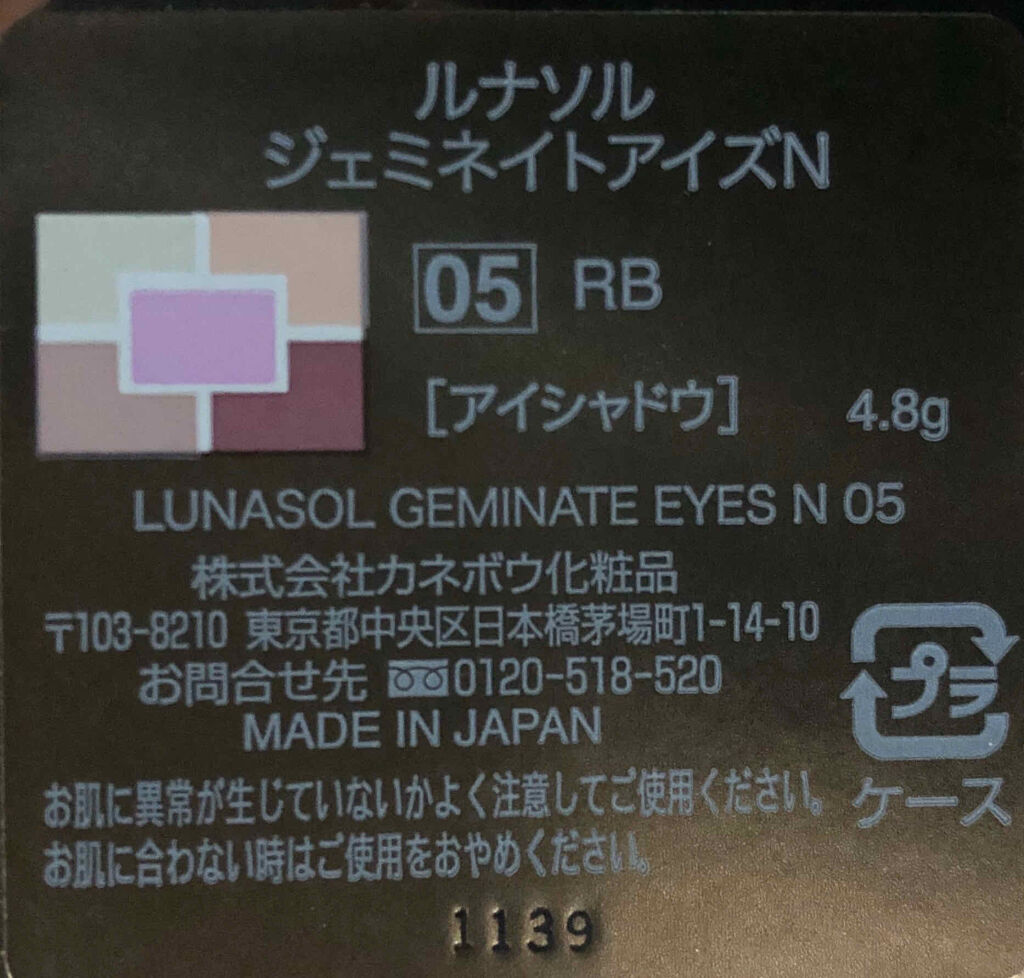 ルナソル
ジェミネイトアイズN
05 RB
[アイシャドウ] 4.8g
LUNASOL GEMINATE EYES N 05
株式会社カネボウ化粧品
〒103-8210 東京都中央区日本橋茅場町1-14-10
お問合せ先 0120-518-520
MADE IN JAPAN
プラ
ケース
お肌に異常が生じていないかよく注意してご使用ください。
お肌に合わない時はご使用をおやめください。
1139